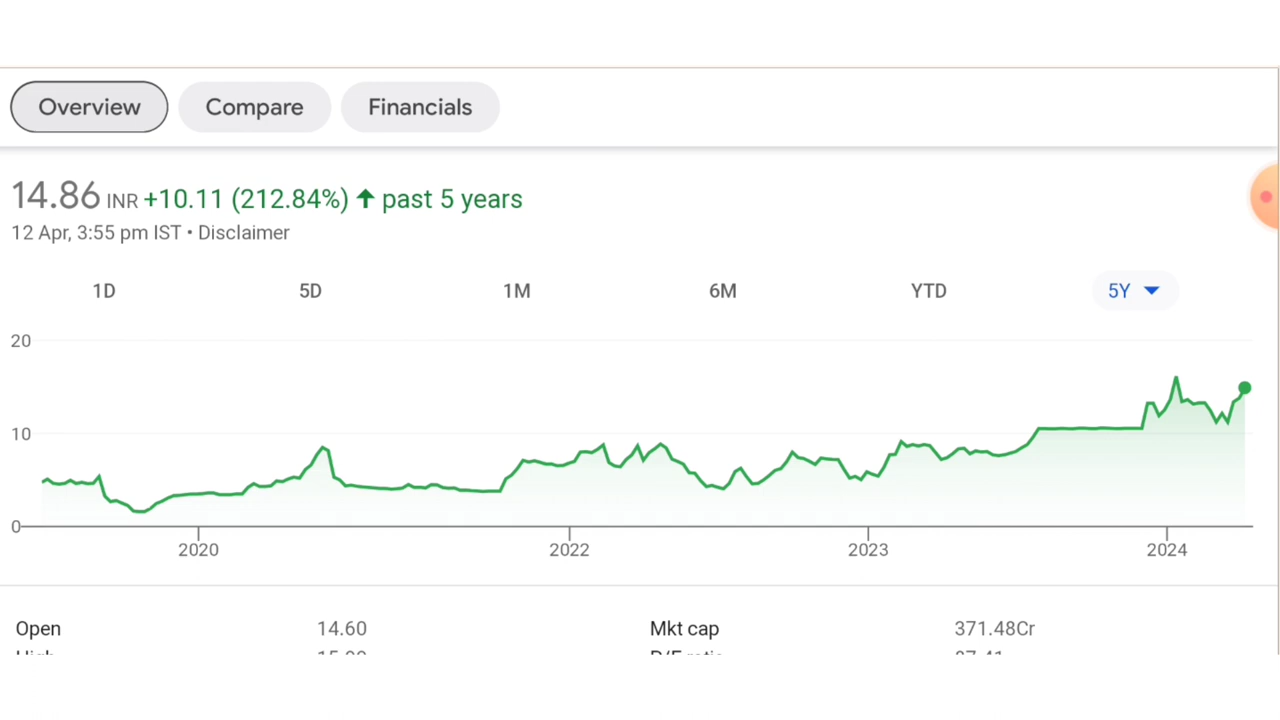 Overview Compare Financials
14.86 INR +10.11 (212.84%) ↑ past 5 years
12 Apr, 3:55 pm IST • Disclaimer
1D 5D 1M 6M YTD 5Y
20
10
0
2020 2022 2023 2024
Open 14.60 Mkt cap 371.48Cr